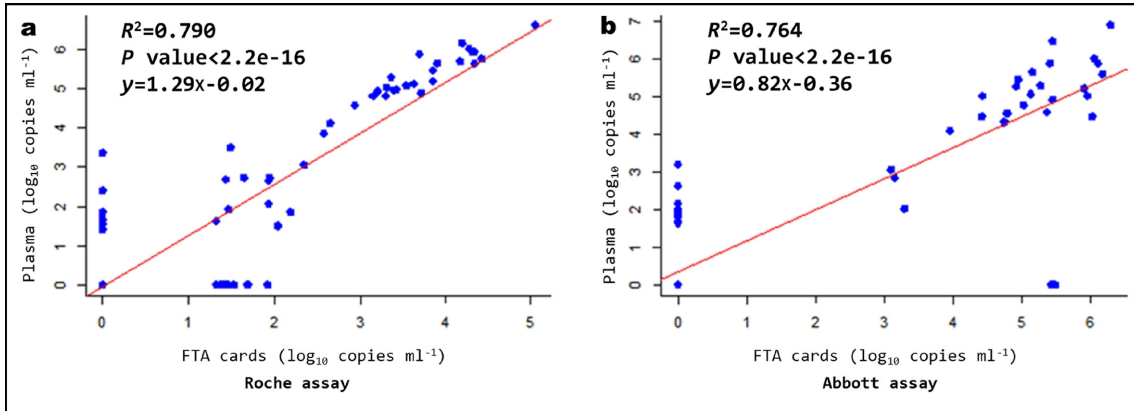 a
R²=0.790
P value<2.2e-16
y=1.29x-0.02
Plasma (log₁₀ copies ml⁻¹)
6
5
4
3
2
1
0
0 1 2 3 4 5
FTA cards (log₁₀ copies ml⁻¹)
Roche assay
b
R²=0.764
P value<2.2e-16
y=0.82x-0.36
Plasma (log₁₀ copies ml⁻¹)
7
6
5
4
3
2
1
0
0 1 2 3 4 5 6
FTA cards (log₁₀ copies ml⁻¹)
Abbott assay